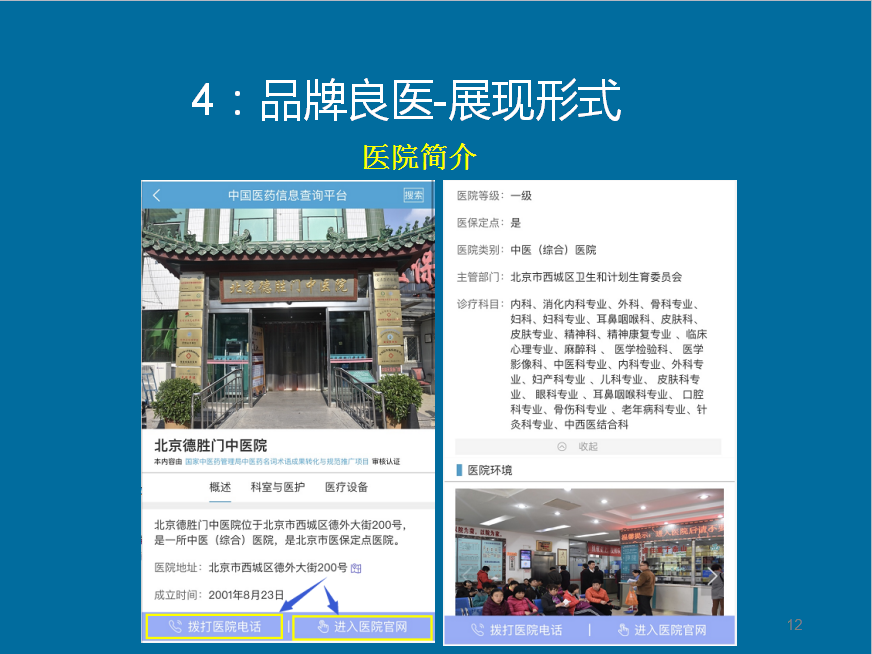 4：品牌良医-展现形式
医院简介
中国医药信息查询平台
搜索
北京德胜门中医院
北京德胜门中医院
本内容由 国家中医药管理局中医药名词术语成果转化与规范推广项目 审核认证
概述 科室与医护 医疗设备
北京德胜门中医院位于北京市西城区德外大街200号，
是一所中医（综合）医院，是北京市医保定点医院。
医院地址： 北京市西城区德外大街200号
成立时间： 2001年8月23日
拨打医院电话 | 进入医院官网
医院等级： 一级
医保定点： 是
医院类别： 中医（综合）医院
主管部门： 北京市西城区卫生和计划生育委员会
诊疗科目： 内科、消化内科专业、外科、骨科专业、
妇科、妇科专业、耳鼻咽喉科、皮肤科、
皮肤专业、精神科、精神康复专业 、临床
心理专业、麻醉科 、 医学检验科、 医学
影像科、中医科专业、内科专业、外科专
业、妇产科专业 、儿科专业、 皮肤科专
业、 眼科专业 、耳鼻咽喉科专业、 口腔
科专业、骨伤科专业 、老年病科专业、针
灸科专业、中西医结合科
收起
医院环境
拨打医院电话 | 进入医院官网
12